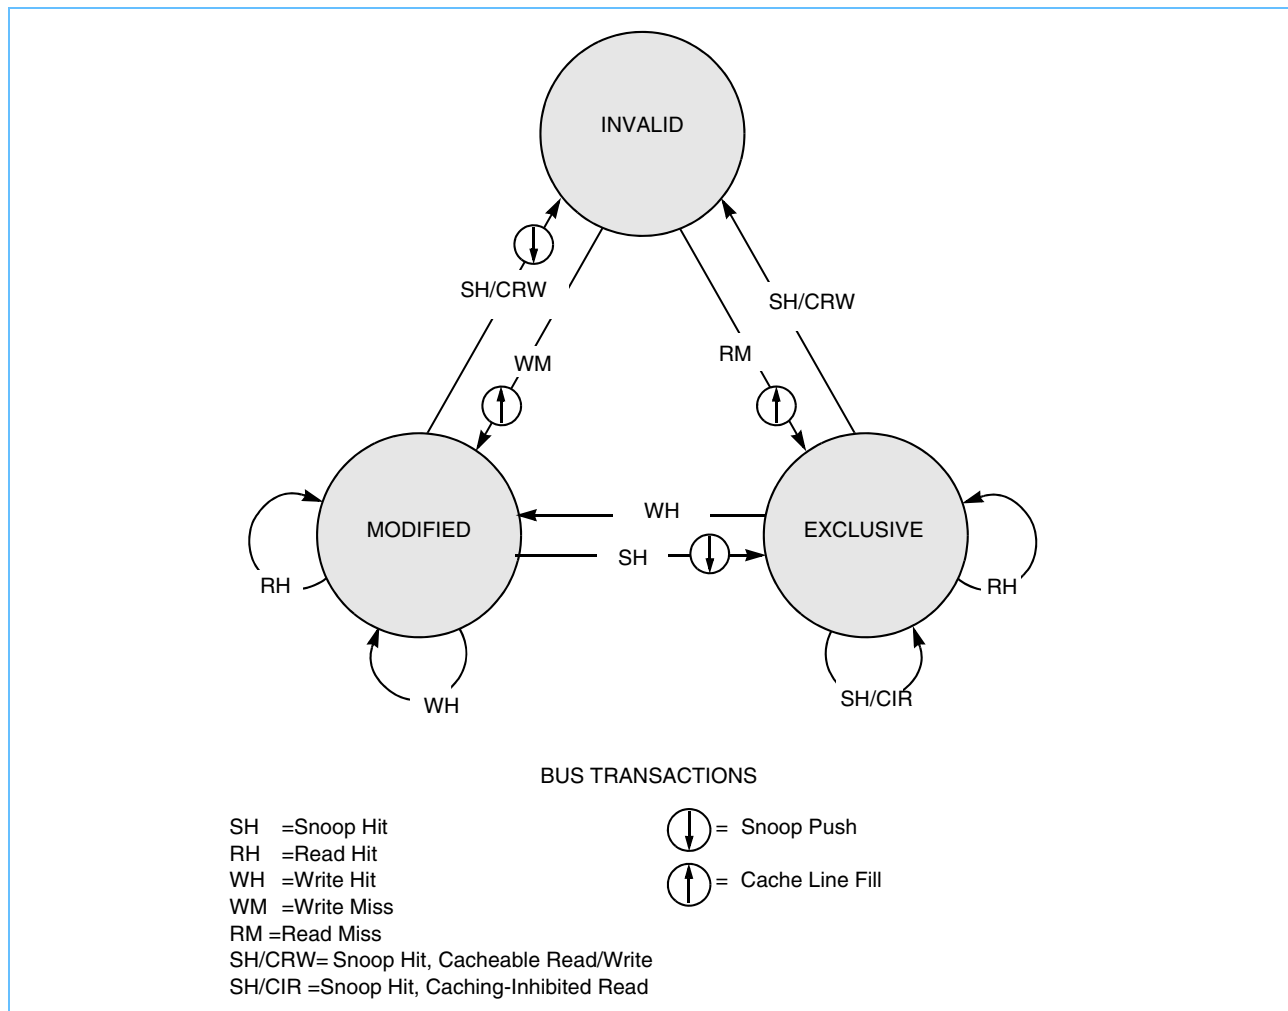 INVALID
SH/CRW
SH/CRW
RM
WM
WH
MODIFIED
EXCLUSIVE
SH
RH
RH
SH/CIR
WH
BUS TRANSACTIONS
SH =Snoop Hit
RH =Read Hit
WH =Write Hit
WM =Write Miss
RM =Read Miss
SH/CRW= Snoop Hit, Cacheable Read/Write
SH/CIR =Snoop Hit, Caching-Inhibited Read
= Snoop Push
= Cache Line Fill